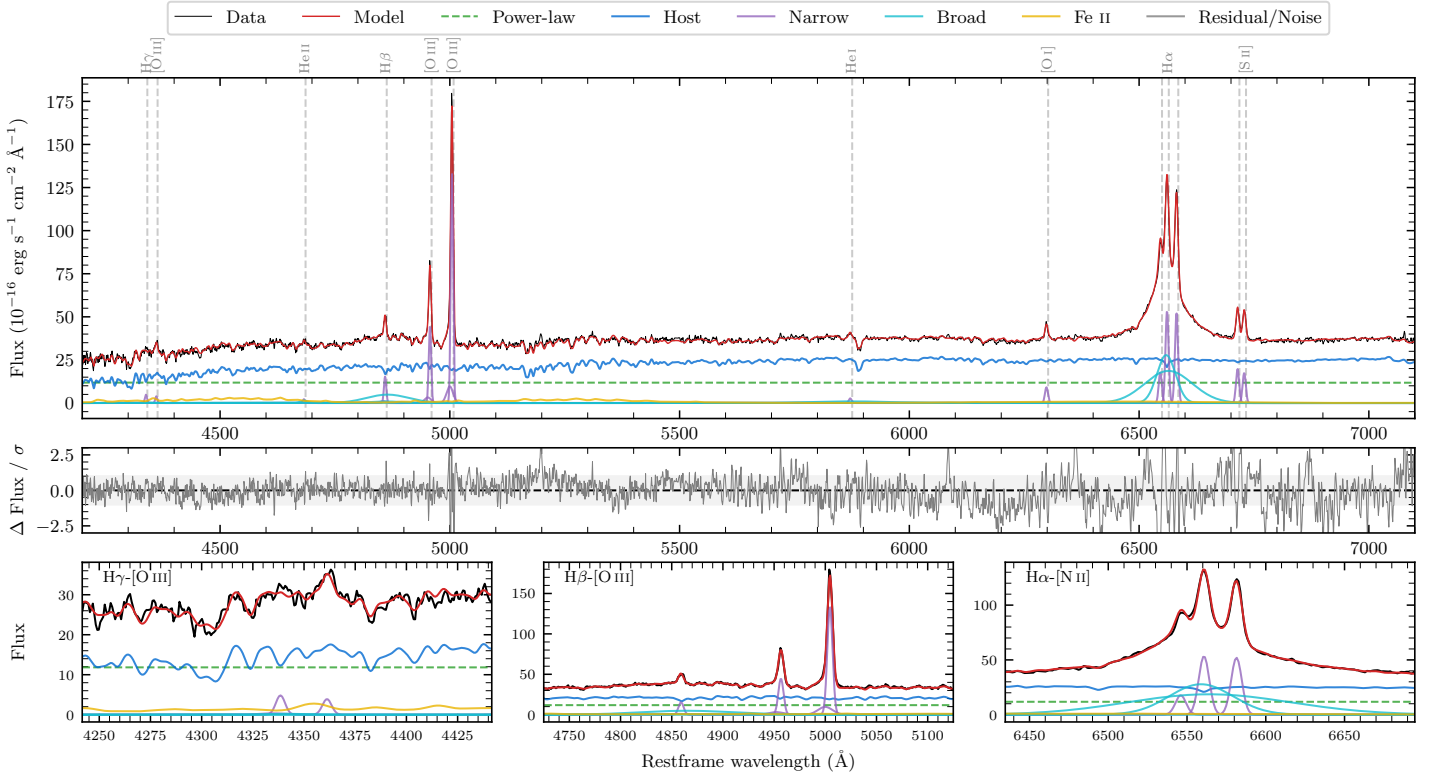 Data Model Power-law Host Narrow Broad Fe II Residual/Noise
Hγ [O III] He II Hβ [O III] [O III] He I [O I] Hα [S II]
Flux (10⁻¹⁶ erg s⁻¹ cm⁻² Å⁻¹)
175
150
125
100
75
50
25
0
4500 5000 5500 6000 6500 7000
Δ Flux / σ
2.5
0.0
−2.5
4500 5000 5500 6000 6500 7000
Hγ-[O III]
Flux
30
20
10
0
4250 4275 4300 4325 4350 4375 4400 4425
Hβ-[O III]
150
100
50
0
4750 4800 4850 4900 4950 5000 5050 5100
Hα-[N II]
100
50
0
6450 6500 6550 6600 6650
Restframe wavelength (Å)